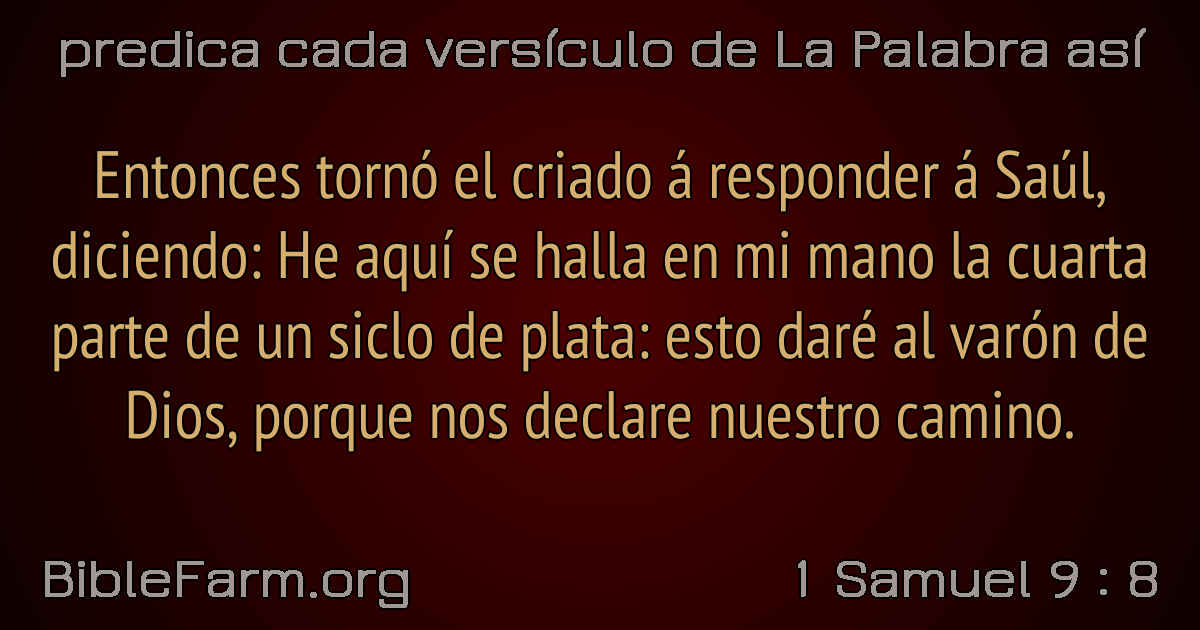 predica cada versículo de La Palabra así
Entonces tornó el criado á responder á Saúl,
diciendo: He aquí se halla en mi mano la cuarta
parte de un siclo de plata: esto daré al varón de
Dios, porque nos declare nuestro camino.
BibleFarm.org
1 Samuel 9 : 8